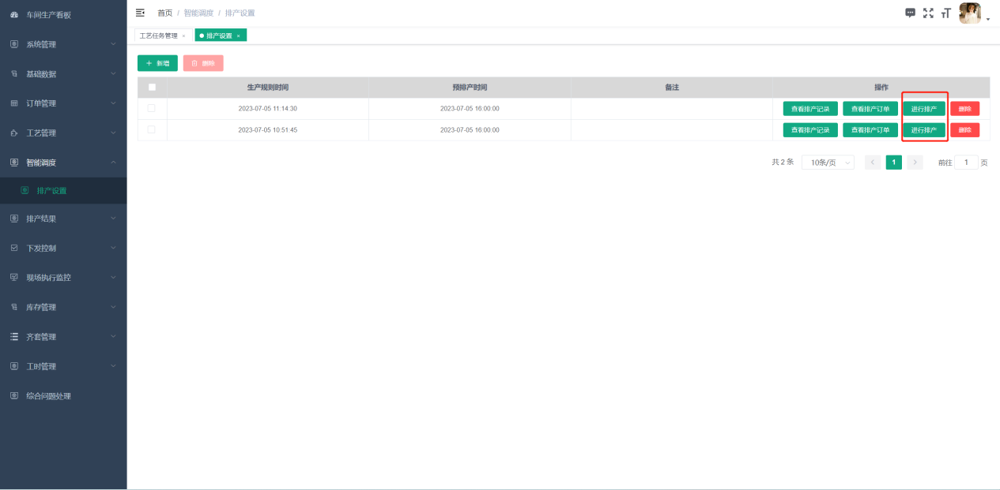 车间生产看板
系统管理
基础数据
订单管理
工艺管理
智能调度
排产设置
排产结果
下发控制
现场执行监控
库存管理
齐套管理
工时管理
综合问题处理
首页 / 智能调度 / 排产设置
工艺任务管理 × 排产设置 ×
+ 新增 删除
生产规则时间 预排产时间 备注 操作
2023-07-05 11:14:30 2023-07-05 16:00:00 查看排产记录 查看排产订单 进行排产 删除
2023-07-05 10:51:45 2023-07-05 16:00:00 查看排产记录 查看排产订单 进行排产 删除
共 2 条 10条/页 < 1 > 前往 1 页